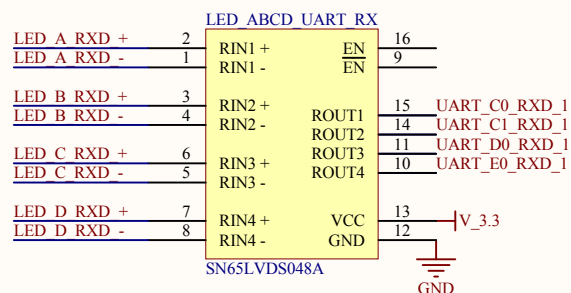 LED_ABCD_UART_RX
LED_A_RXD_+ 2 RIN1+ EN 16
LED_A_RXD_- 1 RIN1- EN 9
LED_B_RXD_+ 3 RIN2+
LED_B_RXD_- 4 RIN2- ROUT1 15 UART_C0_RXD_1
ROUT2 14 UART_C1_RXD_1
LED_C_RXD_+ 6 RIN3+ ROUT3 11 UART_D0_RXD_1
LED_C_RXD_- 5 RIN3- ROUT4 10 UART_E0_RXD_1
LED_D_RXD_+ 7 RIN4+ VCC 13 V_3.3
LED_D_RXD_- 8 RIN4- GND 12
SN65LVDS048A
GND